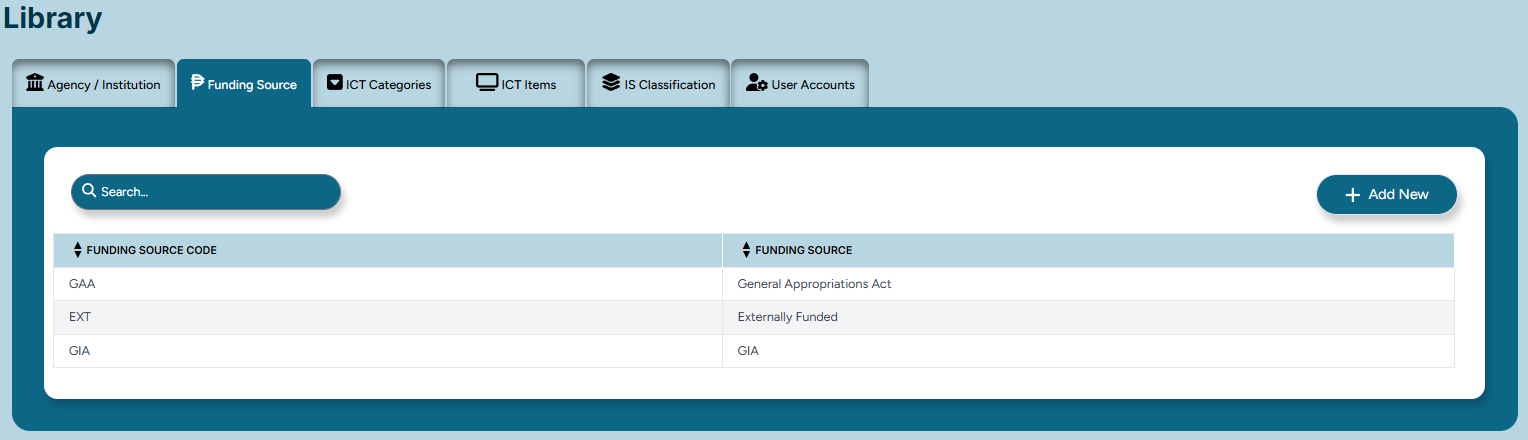 Library
Agency / Institution
Funding Source
ICT Categories
ICT Items
IS Classification
User Accounts
Search...
Add New
FUNDING SOURCE CODE
FUNDING SOURCE
GAA
General Appropriations Act
EXT
Externally Funded
GIA
GIA